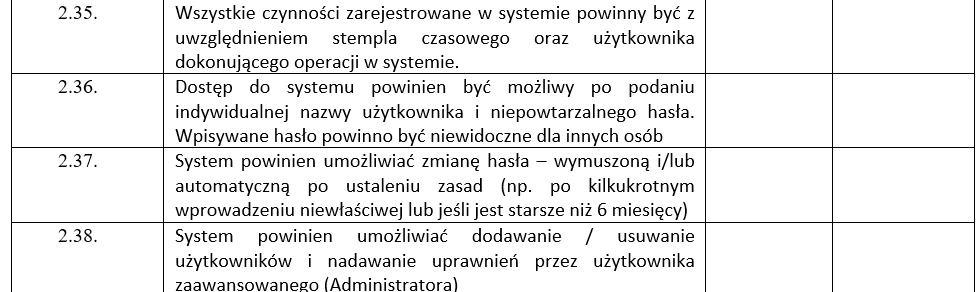 2.35. Wszystkie czynności zarejestrowane w systemie powinny być z
uwzględnieniem stempla czasowego oraz użytkownika
dokonującego operacji w systemie.
2.36. Dostęp do systemu powinien być możliwy po podaniu
indywidualnej nazwy użytkownika i niepowtarzalnego hasła.
Wpisywane hasło powinno być niewidoczne dla innych osób
2.37. System powinien umożliwiać zmianę hasła – wymuszoną i/lub
automatyczną po ustaleniu zasad (np. po kilkukrotnym
wprowadzeniu niewłaściwej lub jeśli jest starsze niż 6 miesięcy)
2.38. System powinien umożliwiać dodawanie / usuwanie
użytkowników i nadawanie uprawnień przez użytkownika
zaawansowanego (Administratora)